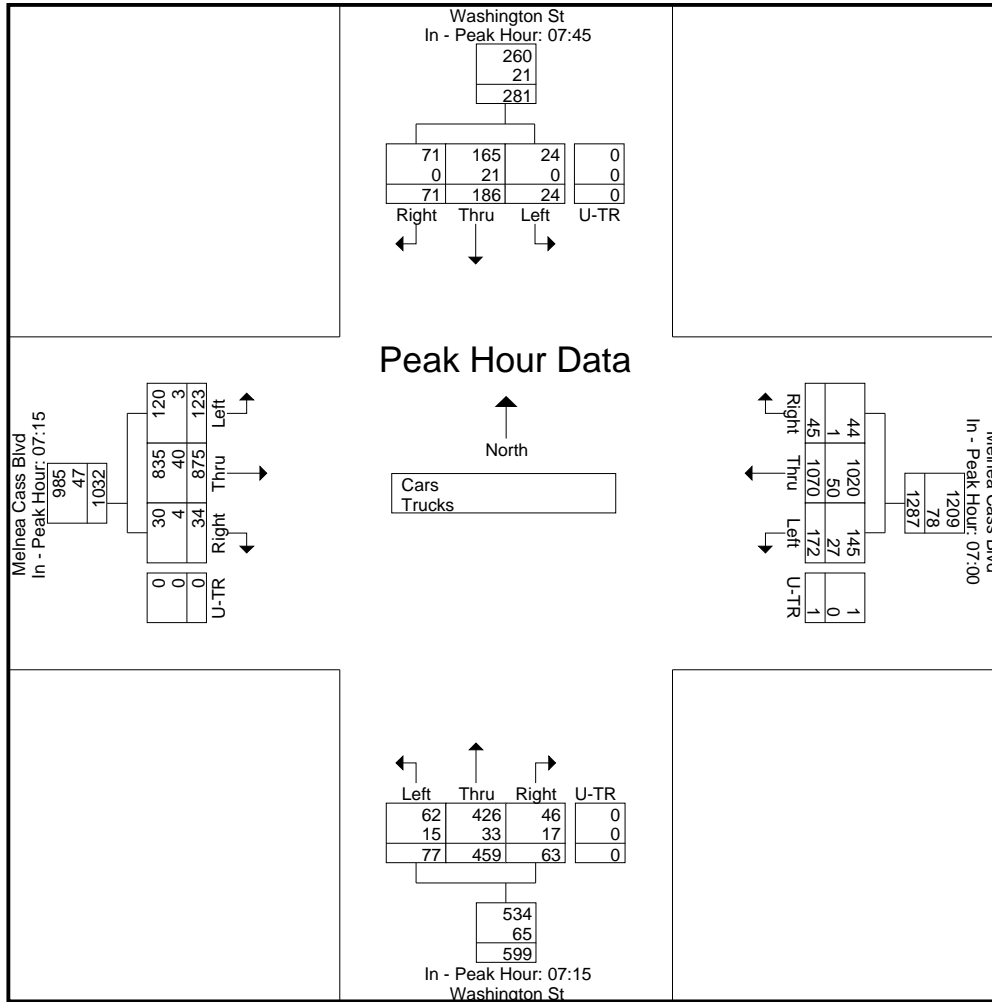 Washington St
In - Peak Hour: 07:45
260
21
281
71 165 24 0
0 21 0 0
71 186 24 0
Right Thru Left U-TR
Peak Hour Data
North
Cars
Trucks
Melnea Cass Blvd
In - Peak Hour: 07:15
985
47
1032
120 835 30 0
3 40 4 0
123 875 34 0
Left Thru Right U-TR
Melnea Cass Blvd
In - Peak Hour: 07:00
1209
78
1287
44 1020 145 1
1 50 27 0
45 1070 172 1
Right Thru Left U-TR
Left Thru Right U-TR
62 426 46 0
15 33 17 0
77 459 63 0
534
65
599
In - Peak Hour: 07:15
Washington St